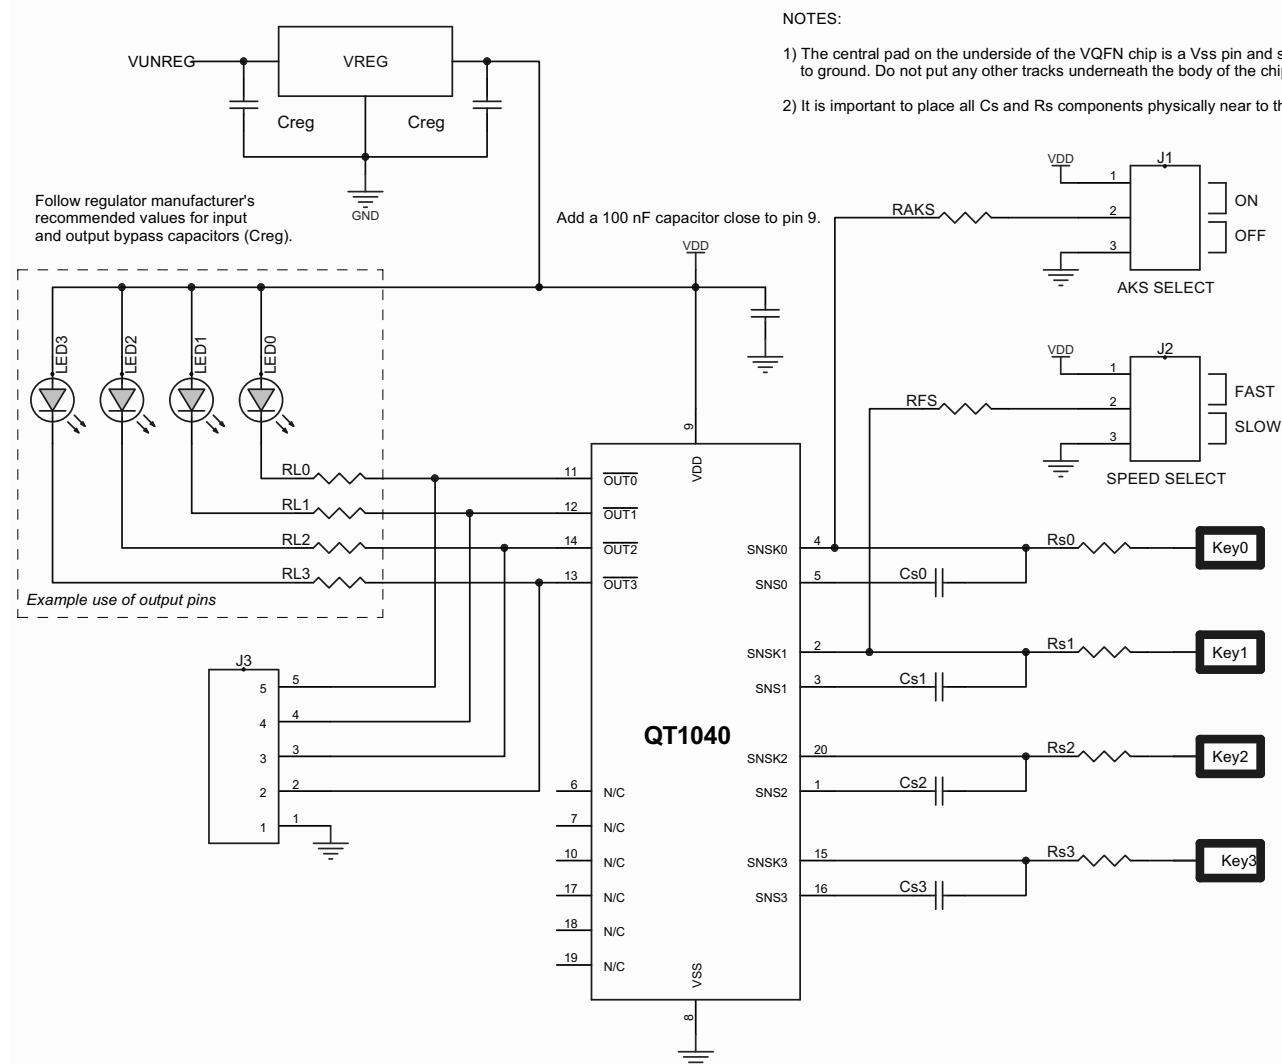 NOTES:
1) The central pad on the underside of the VQFN chip is a Vss pin and s
to ground. Do not put any other tracks underneath the body of the chi
2) It is important to place all Cs and Rs components physically near to th
VUNREG
VREG
Creg
Creg
GND
Follow regulator manufacturer's
recommended values for input
and output bypass capacitors (Creg).
Add a 100 nF capacitor close to pin 9.
VDD
VDD
J1
1
2
3
RAKS
ON
OFF
AKS SELECT
VDD
J2
1
2
3
RFS
FAST
SLOW
SPEED SELECT
LED3
LED2
LED1
LED0
RL0
RL1
RL2
RL3
Example use of output pins
9
VDD
11
OUT0
12
OUT1
14
OUT2
13
OUT3
SNSK0
4
Rs0
Key0
SNS0
5
Cs0
SNSK1
2
Rs1
Key1
SNS1
3
Cs1
QT1040
SNSK2
20
Rs2
Key2
SNS2
1
Cs2
SNSK3
15
Rs3
Key3
SNS3
16
Cs3
J3
5
5
4
4
3
3
2
2
1
1
6
N/C
7
N/C
10
N/C
17
N/C
18
N/C
19
N/C
VSS
8